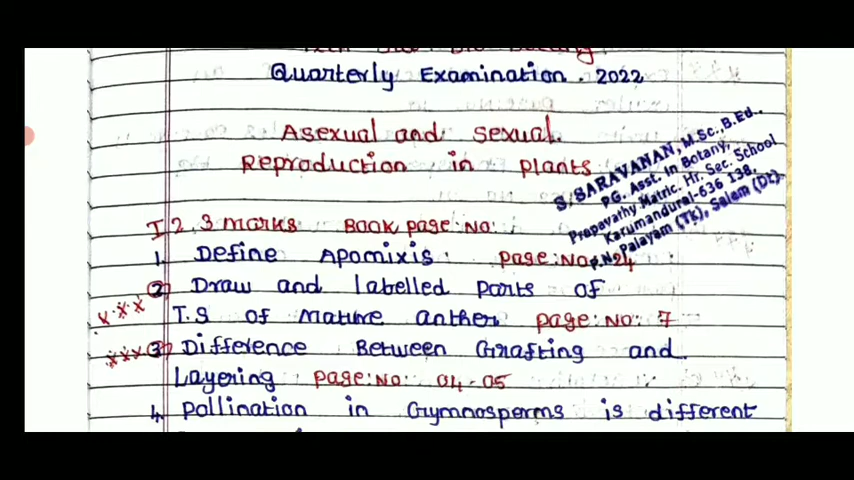 Quarterly Examination . 2022
Asexual and Sexual
Reproduction in plants
S. SARAVANAN, M.Sc.,B.Ed.,
P.G. Asst. in Botany,
Matric. Hr. Sec. School
Karumandurai-636 138,
P.N. Palayam (Tk), Salem (Dt)
I 2, 3 marks Book page No:
1. Define Apomixis. page: No: 24
2) Draw and labelled parts of
T.S of mature anther page: No: 7
3) Difference Between Grafting and
Layering page: No: 04-05
4. Pollination in Gymnosperms is different